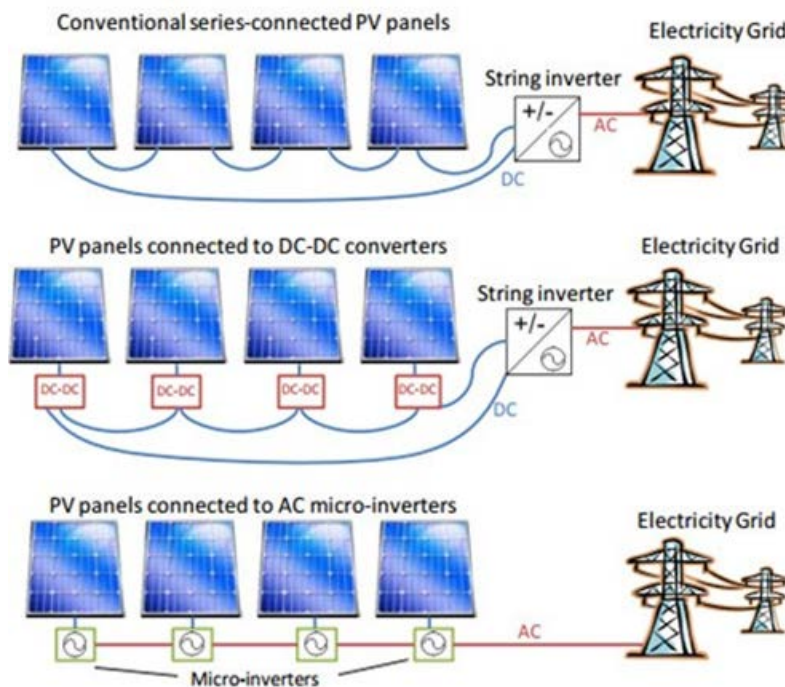 Conventional series-connected PV panels
Electricity Grid
String inverter
+/-
AC
DC
PV panels connected to DC-DC converters
Electricity Grid
String inverter
+/-
AC
DC-DC
DC-DC
DC-DC
DC-DC
DC
PV panels connected to AC micro-inverters
Electricity Grid
AC
Micro-inverters